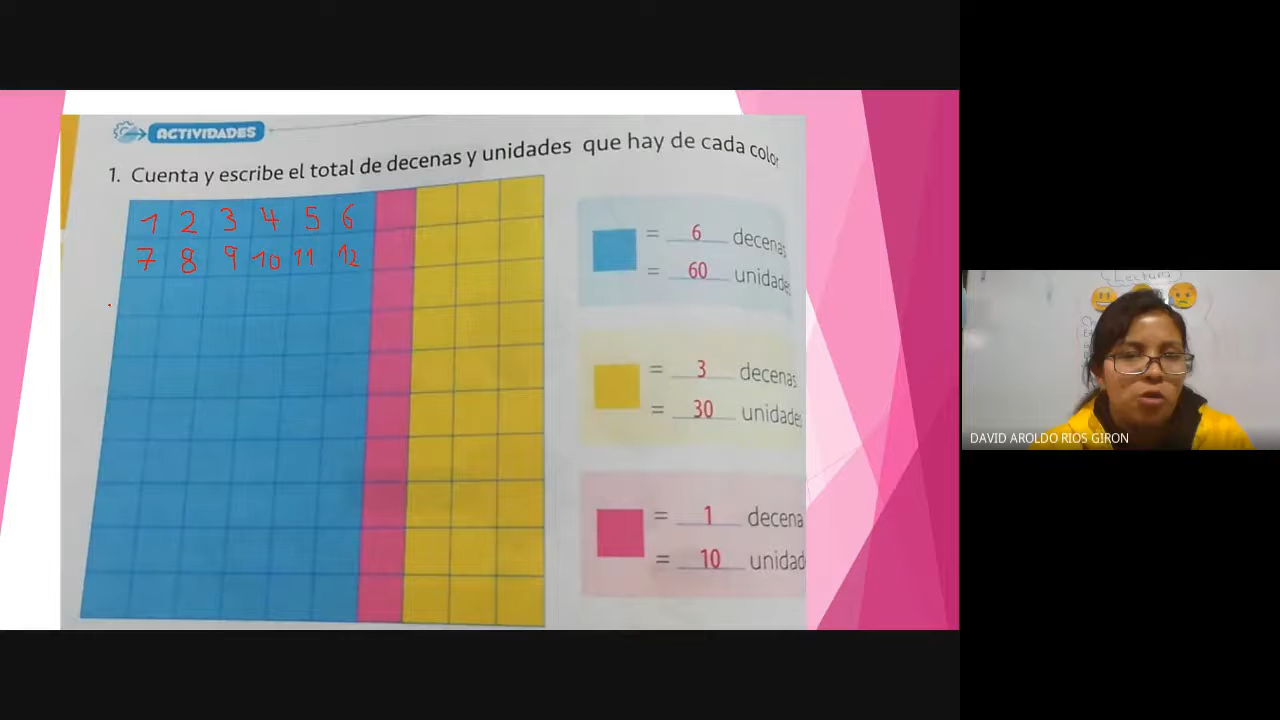 ACTIVIDADES
1. Cuenta y escribe el total de decenas y unidades que hay de cada color
1 2 3 4 5 6
7 8 9 10 11 12
= 6 decenas
= 60 unidades
= 3 decenas
= 30 unidades
= 1 decena
= 10 unidad
Lectura
DAVID AROLDO RIOS GIRON